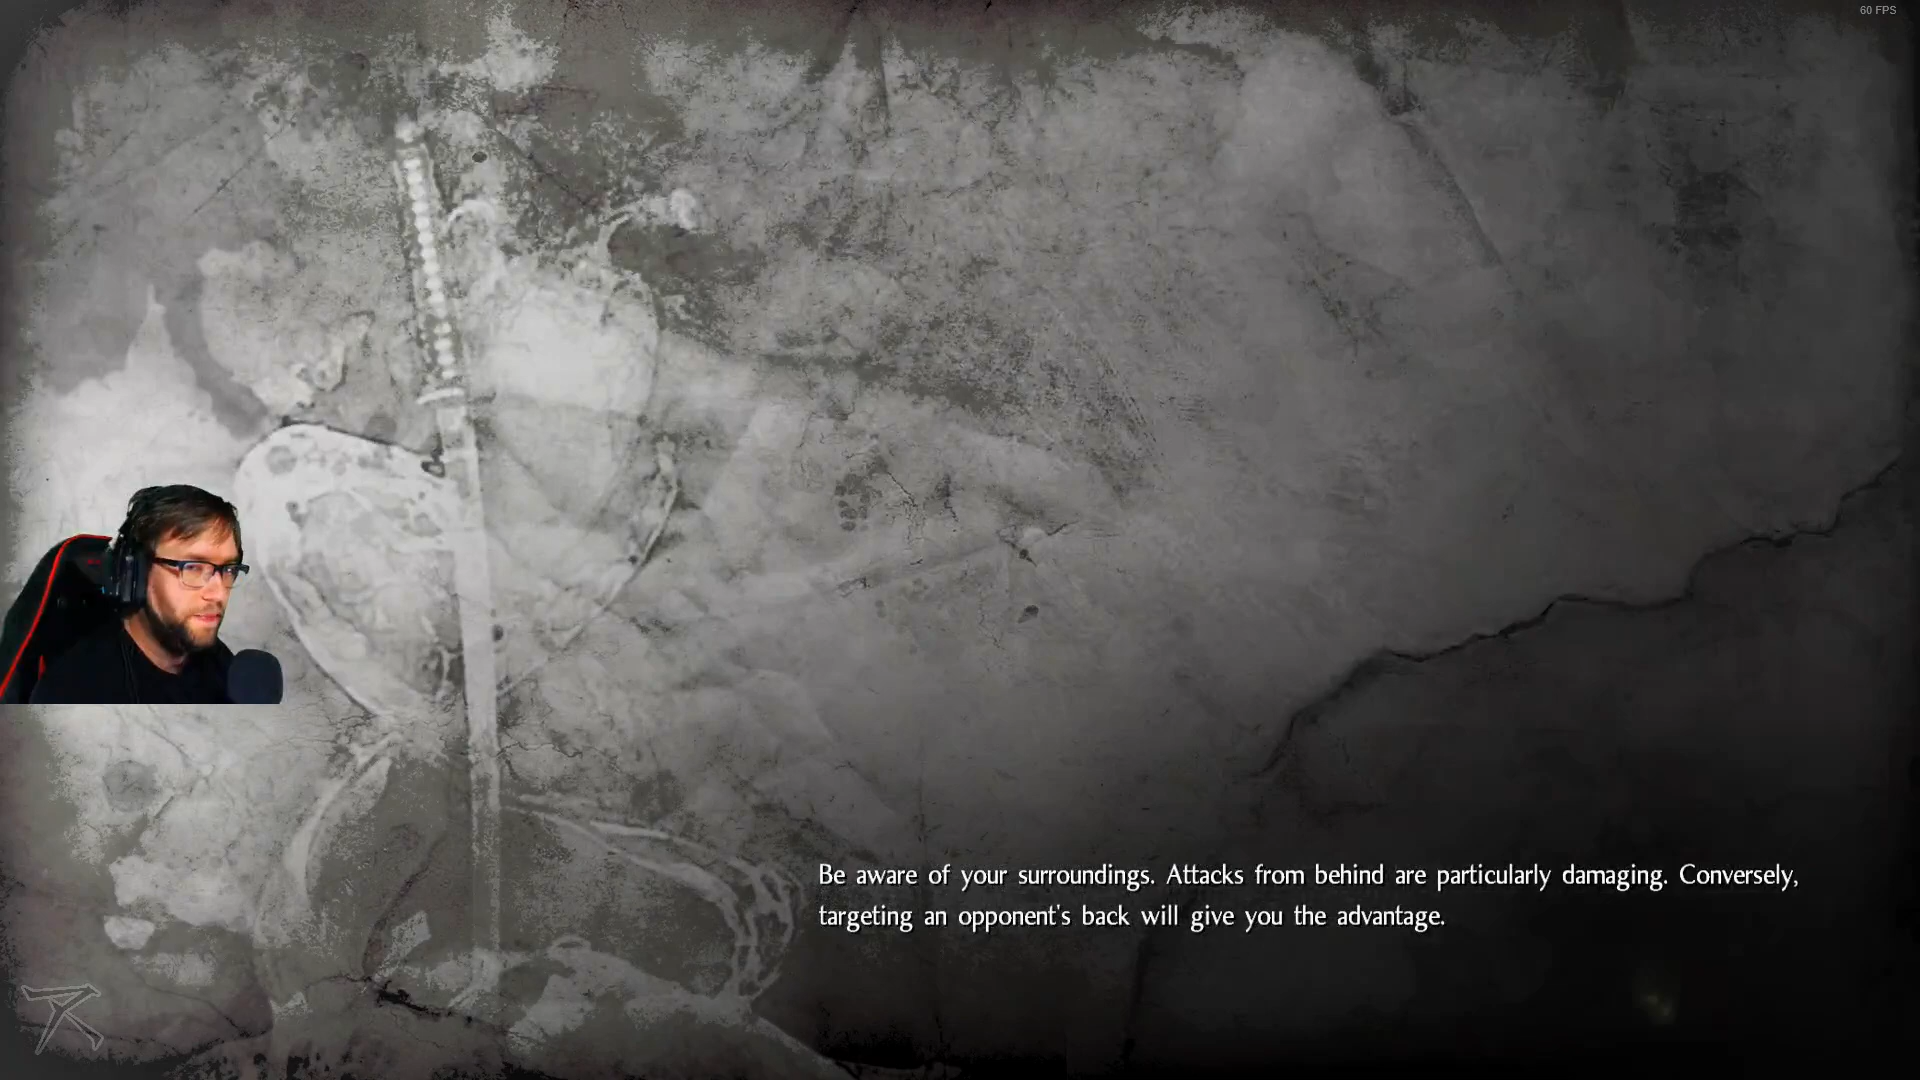 60 FPS
Be aware of your surroundings. Attacks from behind are particularly damaging. Conversely,
targeting an opponent's back will give you the advantage.